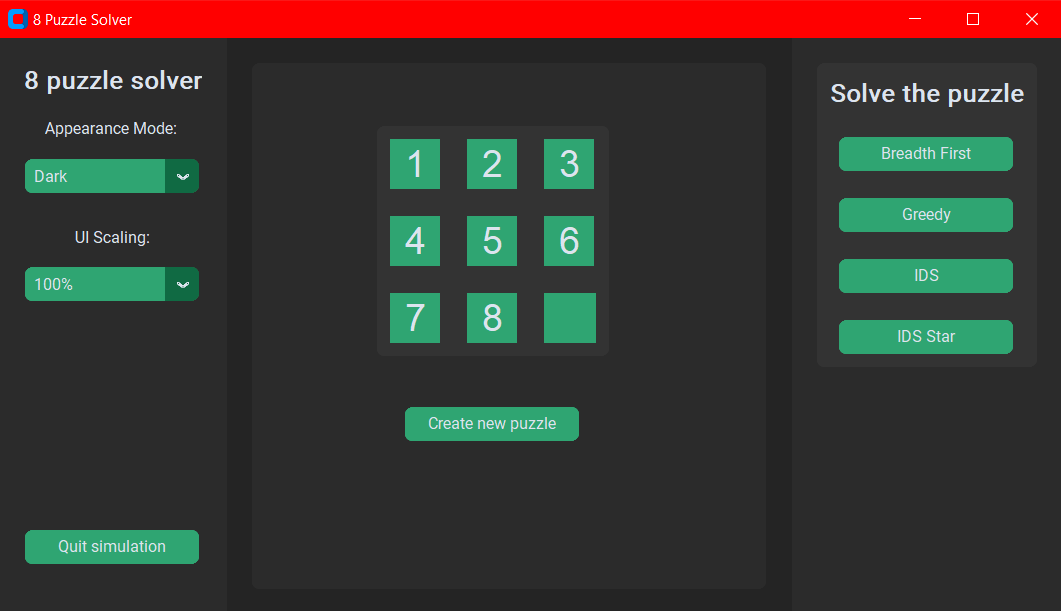 8 Puzzle Solver
8 puzzle solver
Appearance Mode:
Dark
UI Scaling:
100%
Quit simulation
1 2 3
4 5 6
7 8
Create new puzzle
Solve the puzzle
Breadth First
Greedy
IDS
IDS Star